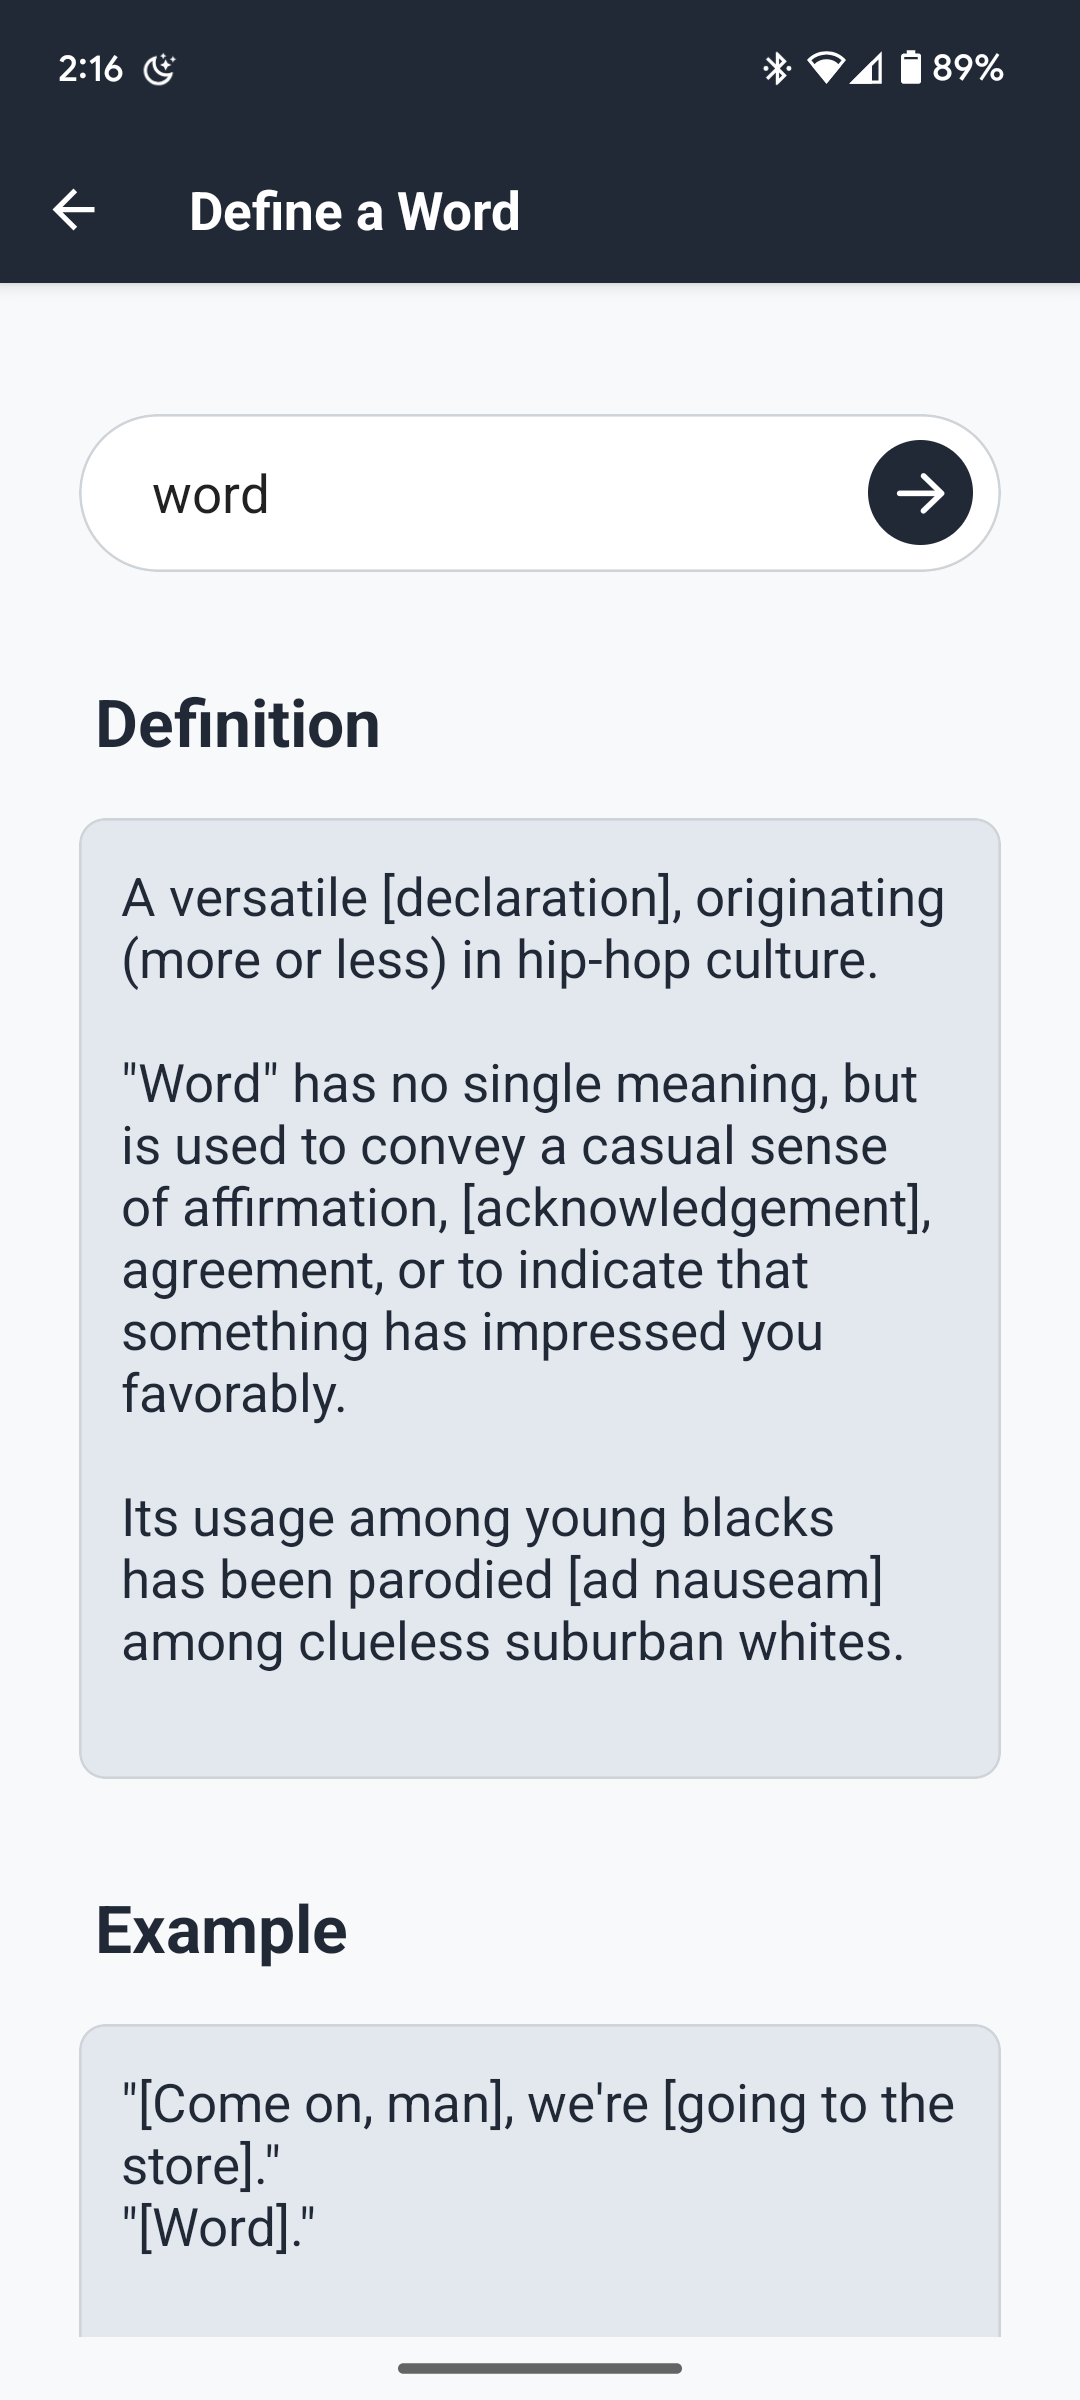 2:16
89%
Define a Word
word
Definition
A versatile [declaration], originating
(more or less) in hip-hop culture.
"Word" has no single meaning, but
is used to convey a casual sense
of affirmation, [acknowledgement],
agreement, or to indicate that
something has impressed you
favorably.
Its usage among young blacks
has been parodied [ad nauseam]
among clueless suburban whites.
Example
"[Come on, man], we're [going to the
store]."
"[Word]."